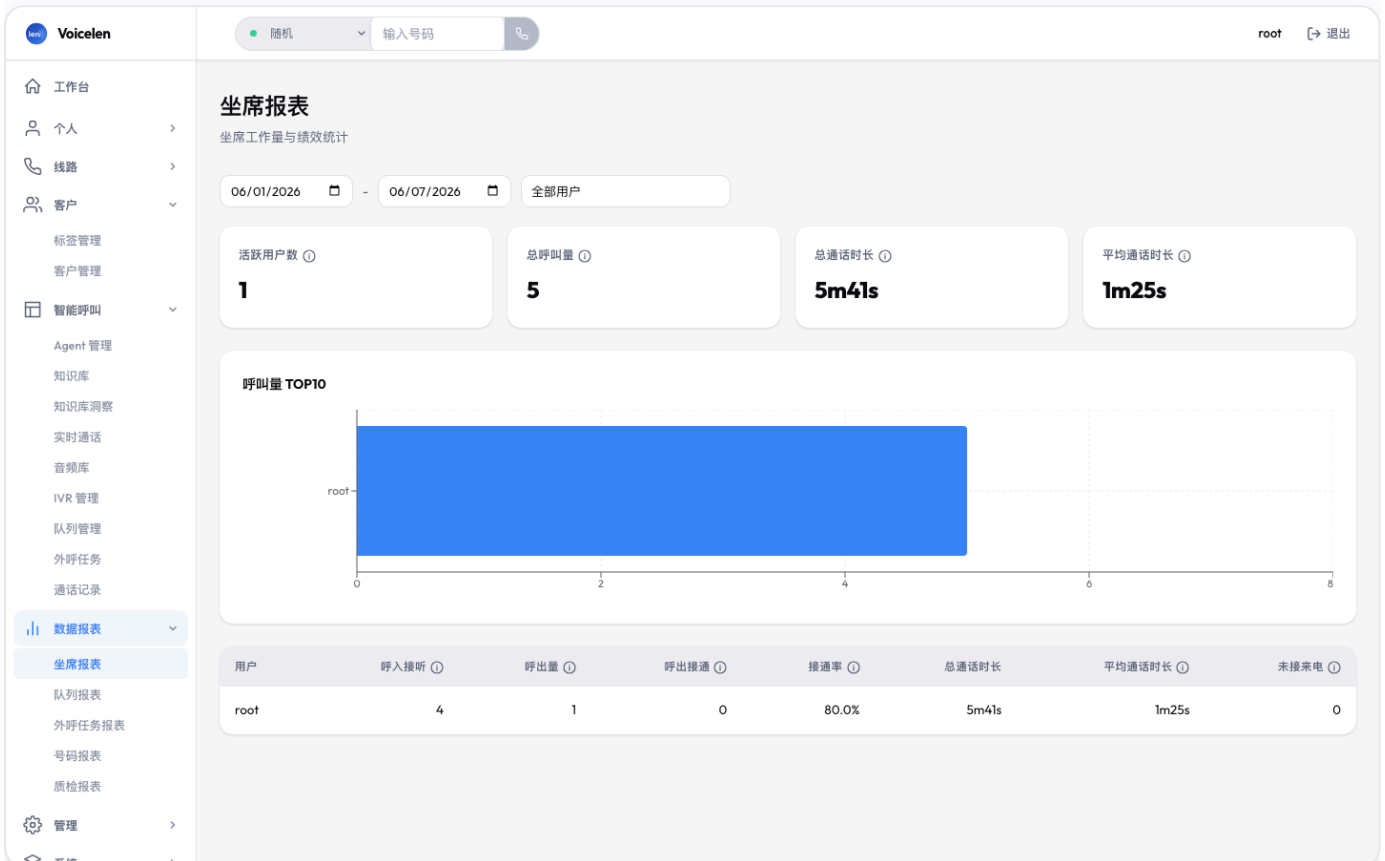 leni)
Voicelen
随机
输入号码
root
退出
工作台
个人
线路
客户
标签管理
客户管理
智能呼叫
Agent 管理
知识库
知识库洞察
实时通话
音频库
IVR 管理
队列管理
外呼任务
通话记录
数据报表
坐席报表
队列报表
外呼任务报表
号码报表
质检报表
管理
系统
坐席报表
坐席工作量与绩效统计
06/01/2026 - 06/07/2026 全部用户
活跃用户数 总呼叫量 总通话时长 平均通话时长
1 5 5m41s 1m25s
呼叫量 TOP10
root
0 2 4 6 8
用户 呼入接听 呼出量 呼出接通 接通率 总通话时长 平均通话时长 未接来电
root 4 1 0 80.0% 5m41s 1m25s 0